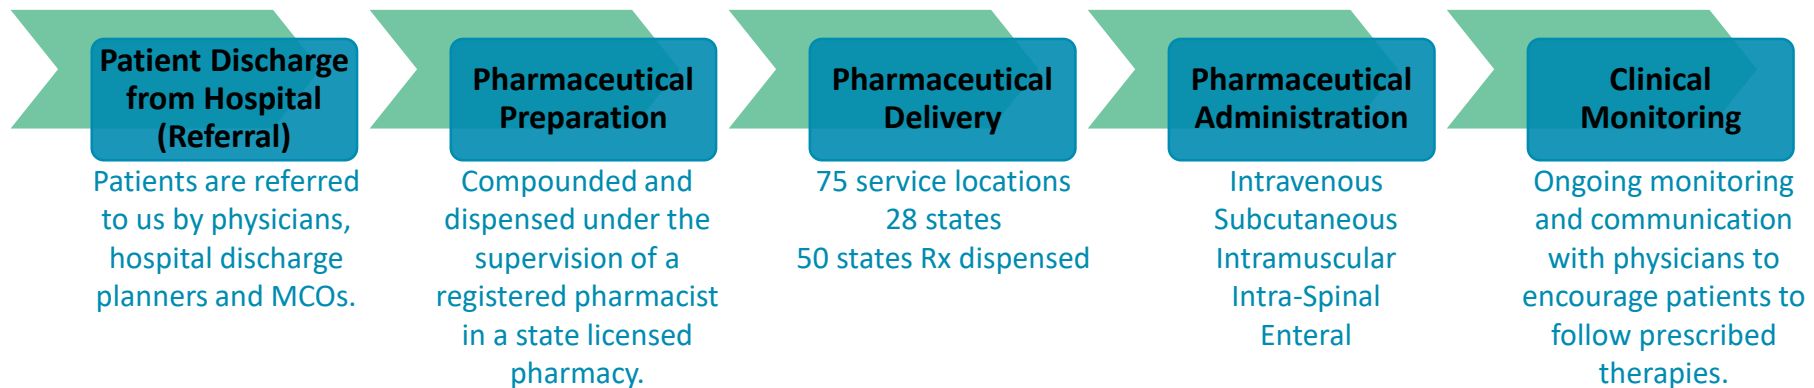 Patient Discharge
from Hospital
(Referral)
Patients are referred
to us by physicians,
hospital discharge
planners and MCOs.
Pharmaceutical
Preparation
Compounded and
dispensed under the
supervision of a
registered pharmacist
in a state licensed
pharmacy.
Pharmaceutical
Delivery
75 service locations
28 states
50 states Rx dispensed
Pharmaceutical
Administration
Intravenous
Subcutaneous
Intramuscular
Intra-Spinal
Enteral
Clinical
Monitoring
Ongoing monitoring
and communication
with physicians to
encourage patients to
follow prescribed
therapies.